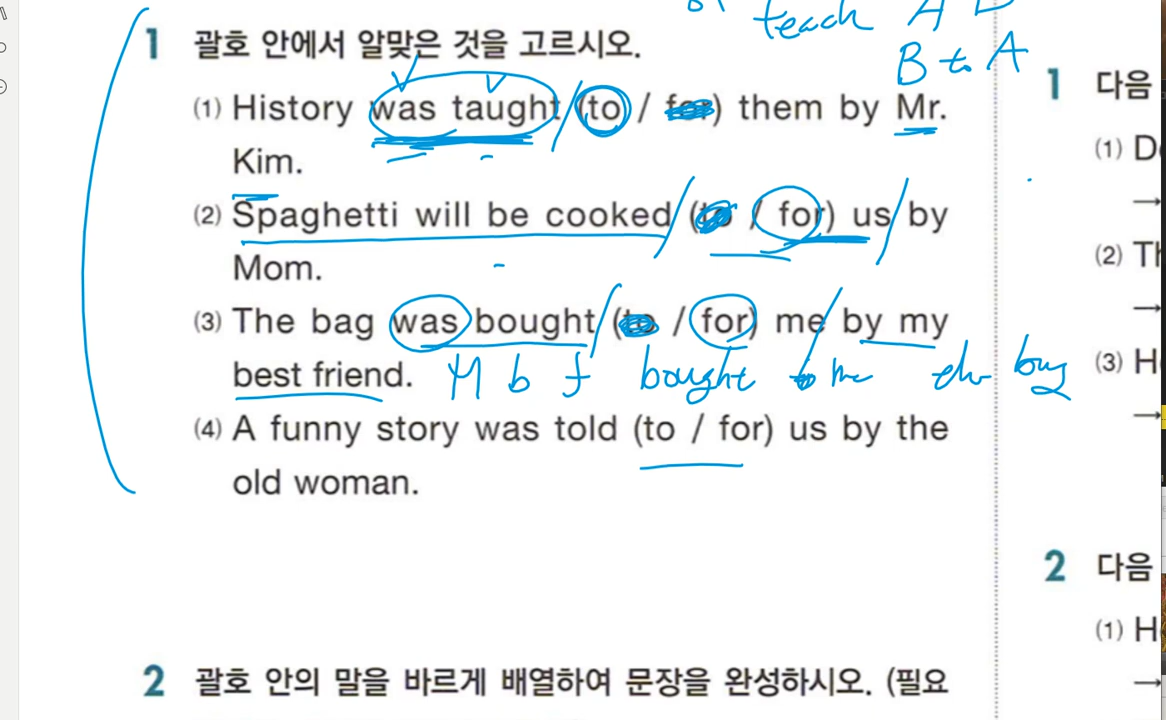 teach A D
B to A
1 괄호 안에서 알맞은 것을 고르시오.
(1) History was taught (to / for) them by Mr.
Kim.
(2) Spaghetti will be cooked (to / for) us by
Mom.
(3) The bag was bought (to / for) me by my
best friend.
M b f bought me
(4) A funny story was told (to / for) us by the
old woman.
2 괄호 안의 말을 바르게 배열하여 문장을 완성하시오. (필요
1 다음
(1) D
→
(2) Th
→
(3) H
→
2 다음
(1) H
→